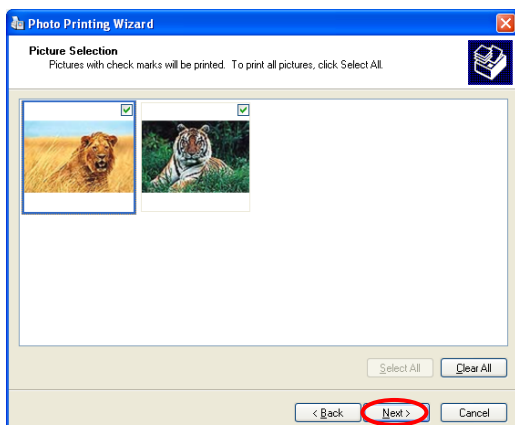 Photo Printing Wizard
Picture Selection
Pictures with check marks will be printed. To print all pictures, click Select All.
Select All
Clear All
< Back
Next >
Cancel